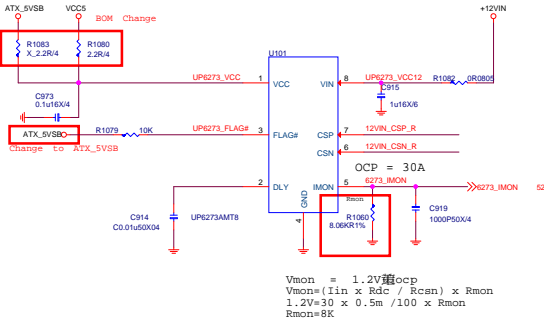 ATX_5VSB
VCC5
BOM Change
+12VIN
R1083
X_2.2R/4
R1080
2.2R/4
U101
UP6273_VCC
1
VCC
VIN
8
UP6273_VCC12
R1082
0R0805
C973
0.1u16X/4
C915
1u16X/6
ATX_5VSB
R1079
10K
UP6273_FLAG#
3
FLAG#
CSP
7
12VIN_CSP_R
Change to ATX_5VSB
CSN
6
12VIN_CSN_R
OCP = 30A
2
DLY
IMON
5
6273_IMON
6273_IMON
52
GND
4
Rmon
C914
C0.01u50X04
UP6273AMT8
R1060
8.06KR1%
C919
1000P50X/4
Vmon = 1.2V ocp
Vmon=(Iin x Rdc / Rcsn) x Rmon
1.2V=30 x 0.5m /100 x Rmon
Rmon=8K